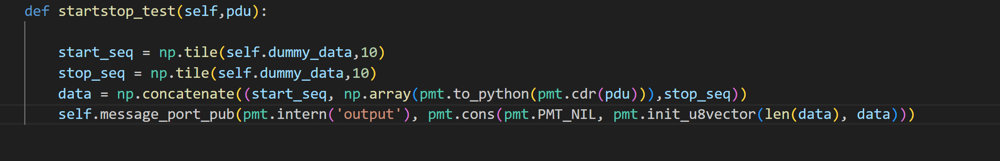 def startstop_test(self,pdu):
start_seq = np.tile(self.dummy_data,10)
stop_seq = np.tile(self.dummy_data,10)
data = np.concatenate((start_seq, np.array(pmt.to_python(pmt.cdr(pdu))),stop_seq))
self.message_port_pub(pmt.intern('output'), pmt.cons(pmt.PMT_NIL, pmt.init_u8vector(len(data), data)))